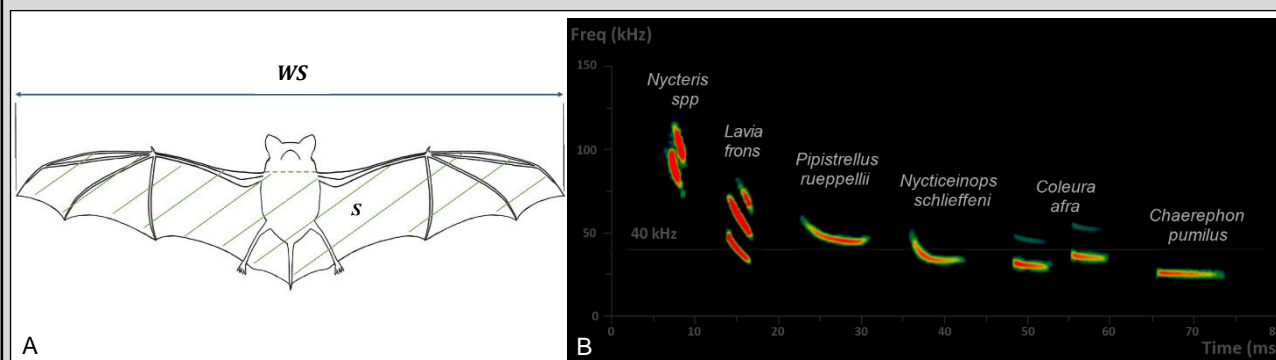 WS
S
A
Freq (kHz)
150
100
50
0
40 kHz
Nycteris
spp
Lavia
frons
Pipistrellus
rueppellii
Nycticeinops
schlieffeni
Coleura
afra
Chaerephon
pumilus
0
10
20
30
40
50
60
70
Time (ms
B